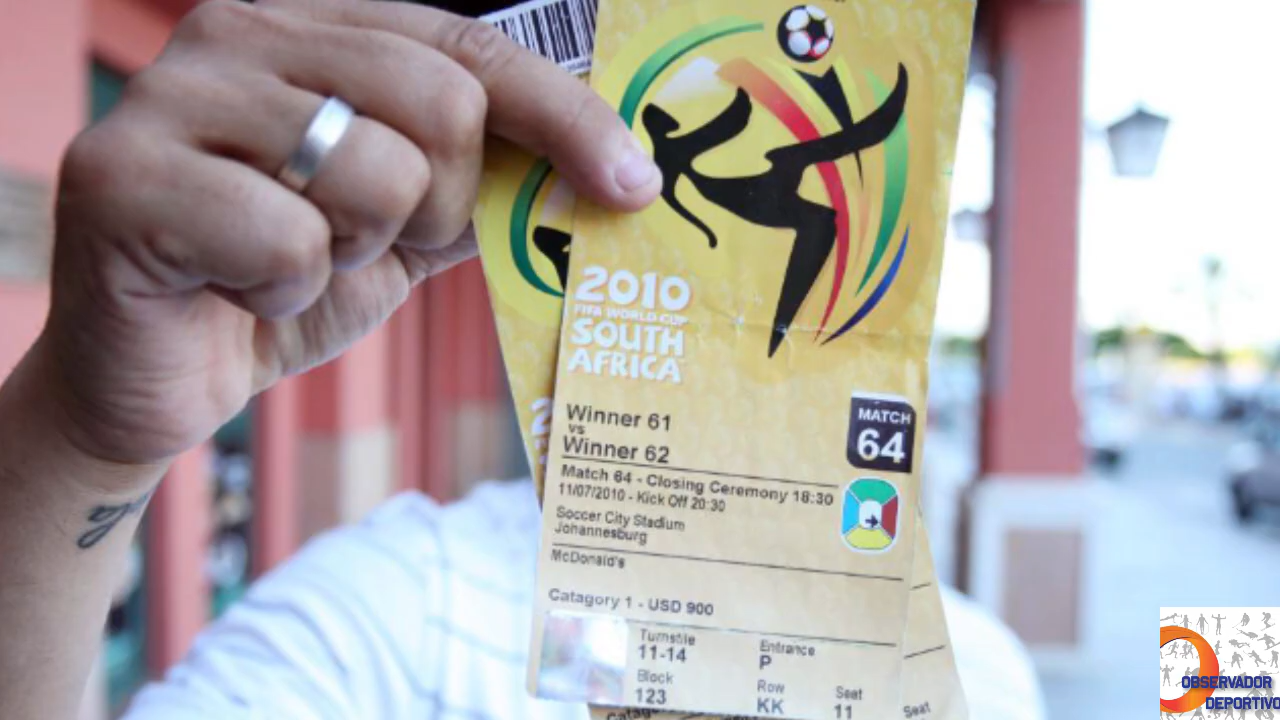 2010
FIFA WORLD CUP
SOUTH
AFRICA
Winner 61
vs
Winner 62
MATCH
64
Match 64 - Closing Ceremony 18:30
11/07/2010 - Kick Off 20:30
Soccer City Stadium
Johannesburg
McDonald's
Catagory 1 - USD 900
Turnstile
11-14
Entrance
P
Block
123
Row
KK
Seat
11
Seat
OBSERVADOR
DEPORTIVO